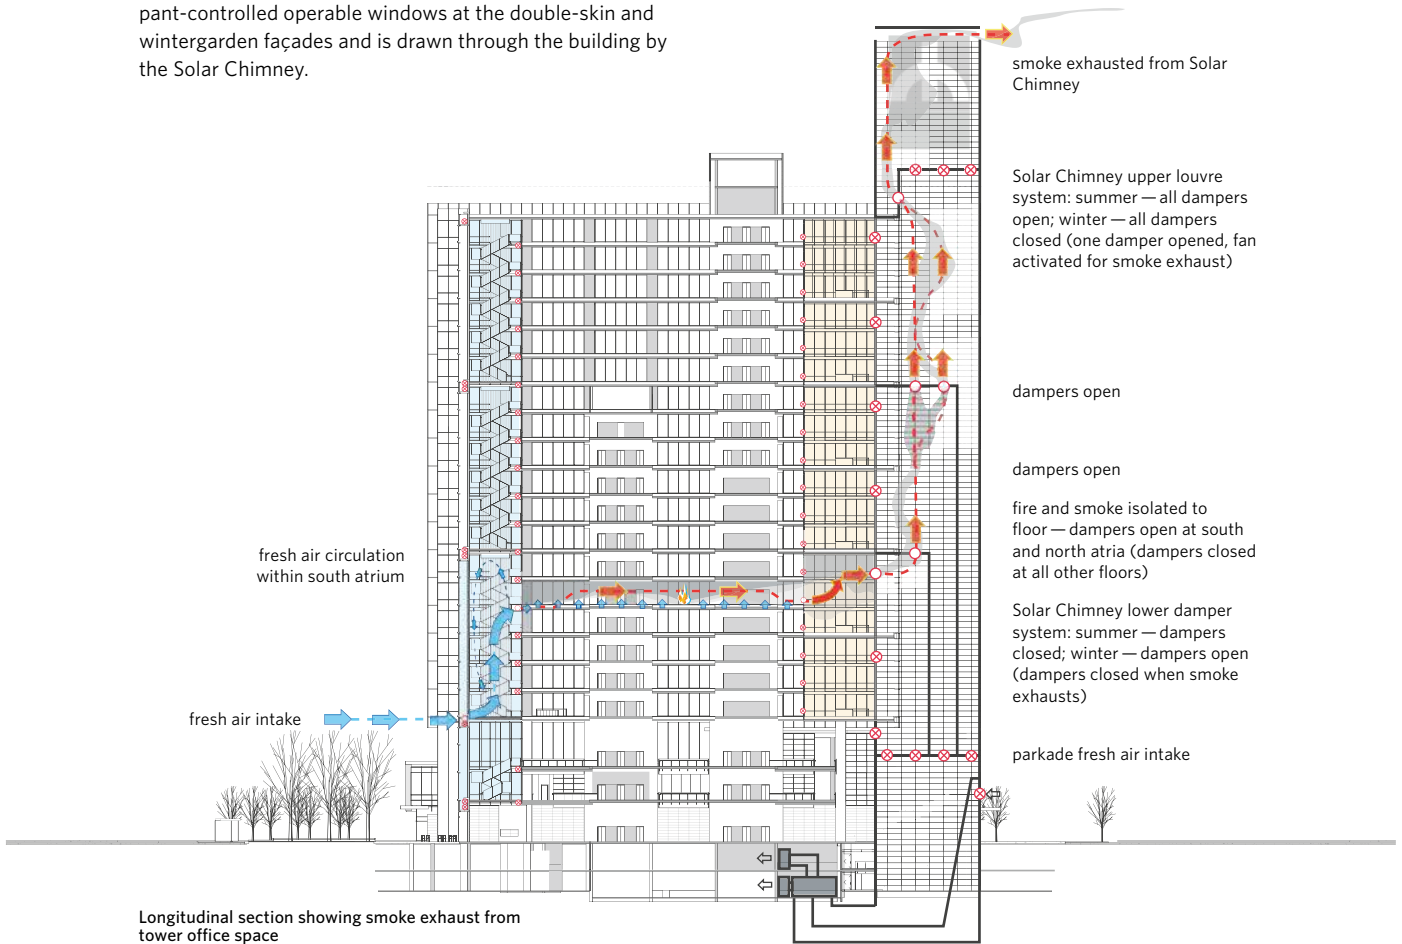 pant-controlled operable windows at the double-skin and
wintergarden façades and is drawn through the building by
the Solar Chimney.
smoke exhausted from Solar
Chimney
Solar Chimney upper louvre
system: summer — all dampers
open; winter — all dampers
closed (one damper opened, fan
activated for smoke exhaust)
dampers open
dampers open
fire and smoke isolated to
floor — dampers open at south
and north atria (dampers closed
at all other floors)
fresh air circulation
within south atrium
Solar Chimney lower damper
system: summer — dampers
closed; winter — dampers open
(dampers closed when smoke
exhausts)
fresh air intake
parkade fresh air intake
Longitudinal section showing smoke exhaust from
tower office space